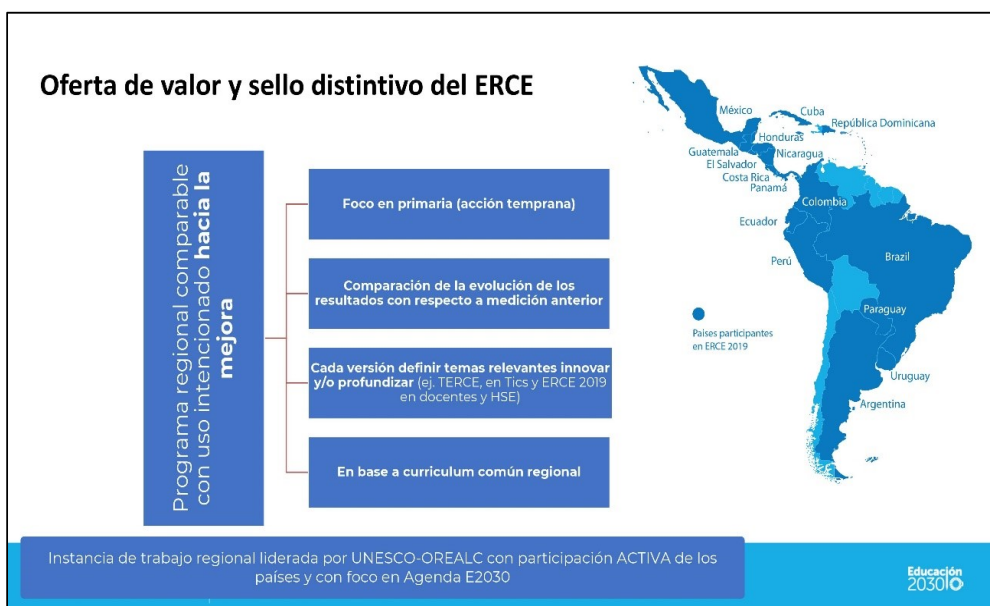 Oferta de valor y sello distintivo del ERCE
Programa regional comparable
con uso intencionado hacia la
mejora
Foco en primaria (acción temprana)
Comparación de la evolución de los
resultados con respecto a medición anterior
Cada versión definir temas relevantes innovar
y/o profundizar (ej. TERCE, en Tics y ERCE 2019
en docentes y HSE)
En base a curriculum común regional
México
Cuba
República Dominicana
Honduras
Guatemala
Nicaragua
El Salvador
Costa Rica
Panamá
Colombia
Ecuador
Perú
Brazil
Paraguay
Uruguay
Argentina
Países participantes
en ERCE 2019
Instancia de trabajo regional liderada por UNESCO-OREALC con participación ACTIVA de los
países y con foco en Agenda E2030
Educación
2030